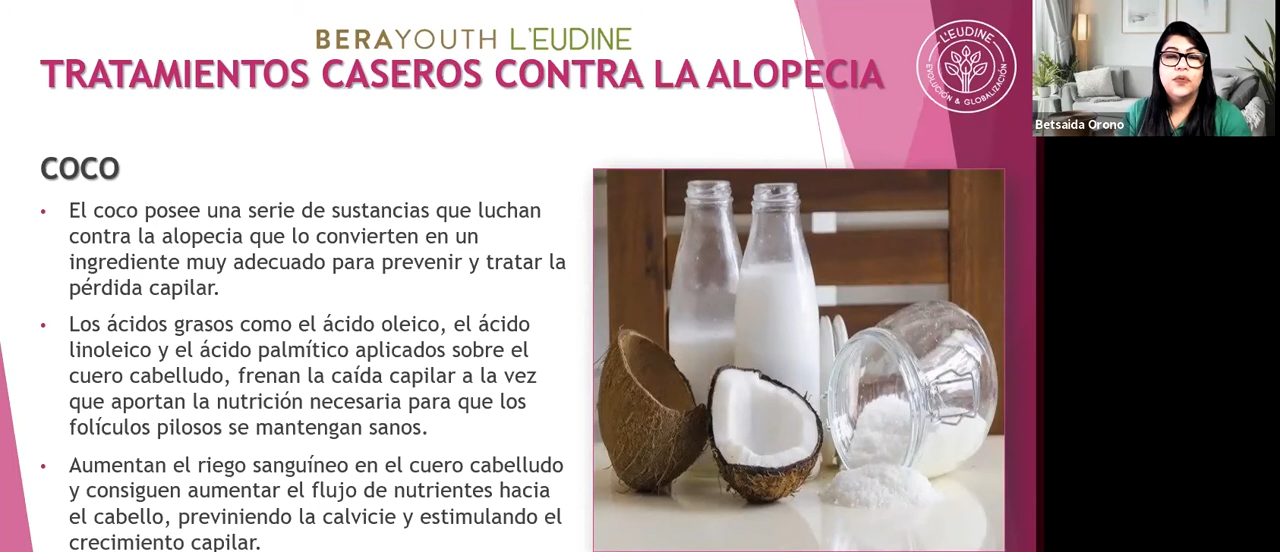 BERAYOUTH L'EUDINE
TRATAMIENTOS CASEROS CONTRA LA ALOPECIA
L'EUDINE
EVOLUCIÓN & GLOBALIZACIÓN
Betsaida Orono
COCO
• El coco posee una serie de sustancias que luchan
contra la alopecia que lo convierten en un
ingrediente muy adecuado para prevenir y tratar la
pérdida capilar.
• Los ácidos grasos como el ácido oleico, el ácido
linoleico y el ácido palmítico aplicados sobre el
cuero cabelludo, frenan la caída capilar a la vez
que aportan la nutrición necesaria para que los
folículos pilosos se mantengan sanos.
• Aumentan el riego sanguíneo en el cuero cabelludo
y consiguen aumentar el flujo de nutrientes hacia
el cabello, previniendo la calvicie y estimulando el
crecimiento capilar.